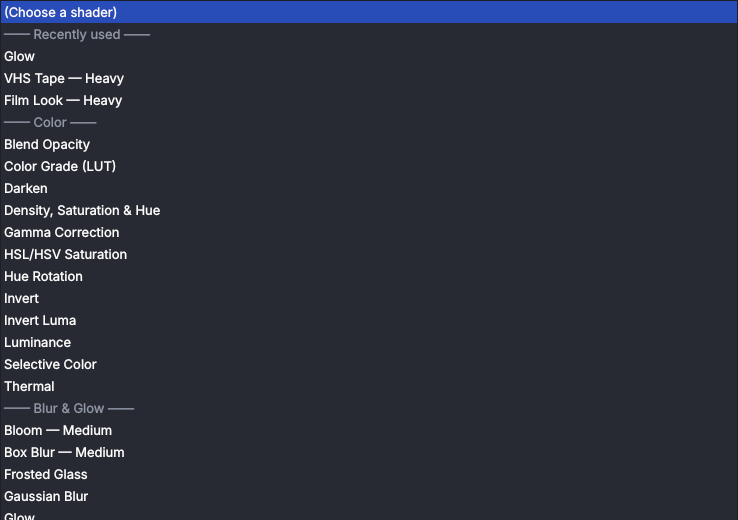 (Choose a shader)
—— Recently used ——
Glow
VHS Tape — Heavy
Film Look — Heavy
—— Color ——
Blend Opacity
Color Grade (LUT)
Darken
Density, Saturation & Hue
Gamma Correction
HSL/HSV Saturation
Hue Rotation
Invert
Invert Luma
Luminance
Selective Color
Thermal
—— Blur & Glow ——
Bloom — Medium
Box Blur — Medium
Frosted Glass
Gaussian Blur
Glow